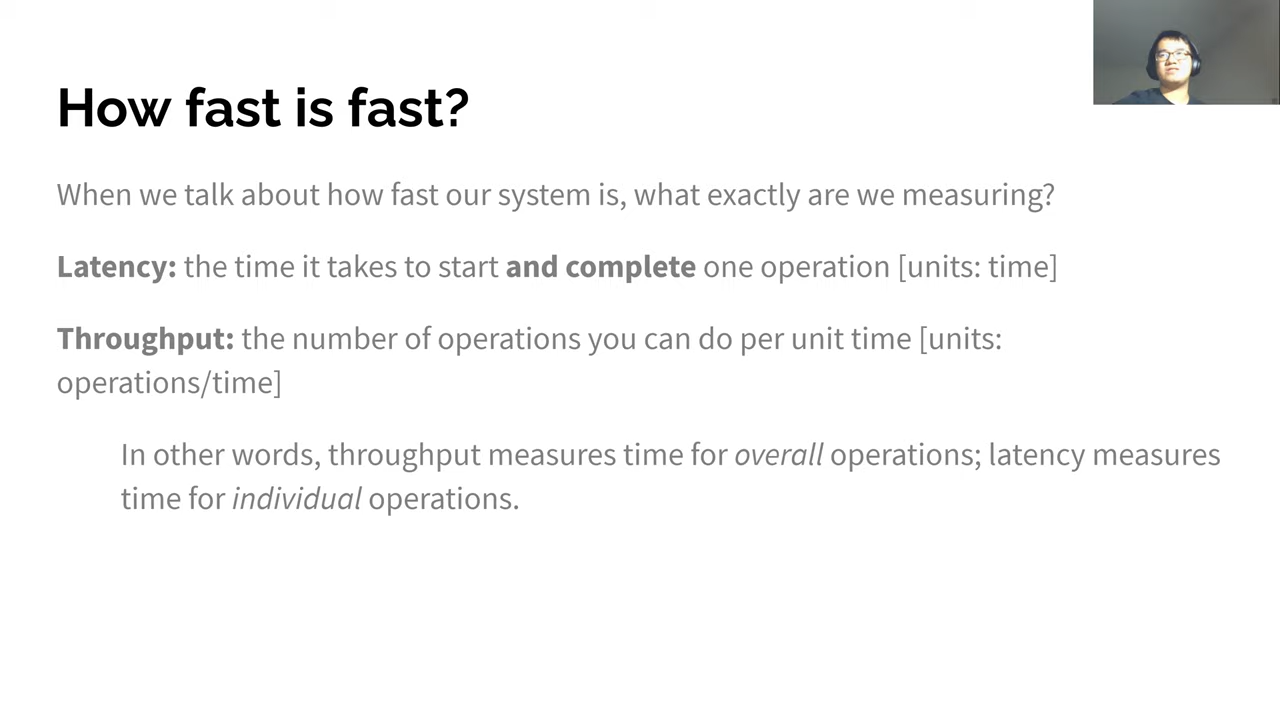 How fast is fast?
When we talk about how fast our system is, what exactly are we measuring?
Latency: the time it takes to start and complete one operation [units: time]
Throughput: the number of operations you can do per unit time [units:
operations/time]
In other words, throughput measures time for overall operations; latency measures
time for individual operations.